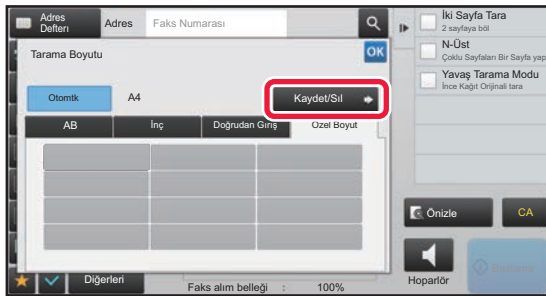 Adres Defterı
Adres
Faks Numarası
Tarama Boyutu
OK
Otomtk
A4
Kaydet/Sıl
AB
İnç
Doğrudan Giriş
Özel Boyut
İki Sayfa Tara
2 sayfaya böl
N-Üst
Çoklu Sayfaları Bir Sayfa yap
Yavaş Tarama Modu
İnce Kağıt Orijinali tara
Önizle
CA
Diğerleri
Faks alım belleği : 100%
Hoparlör